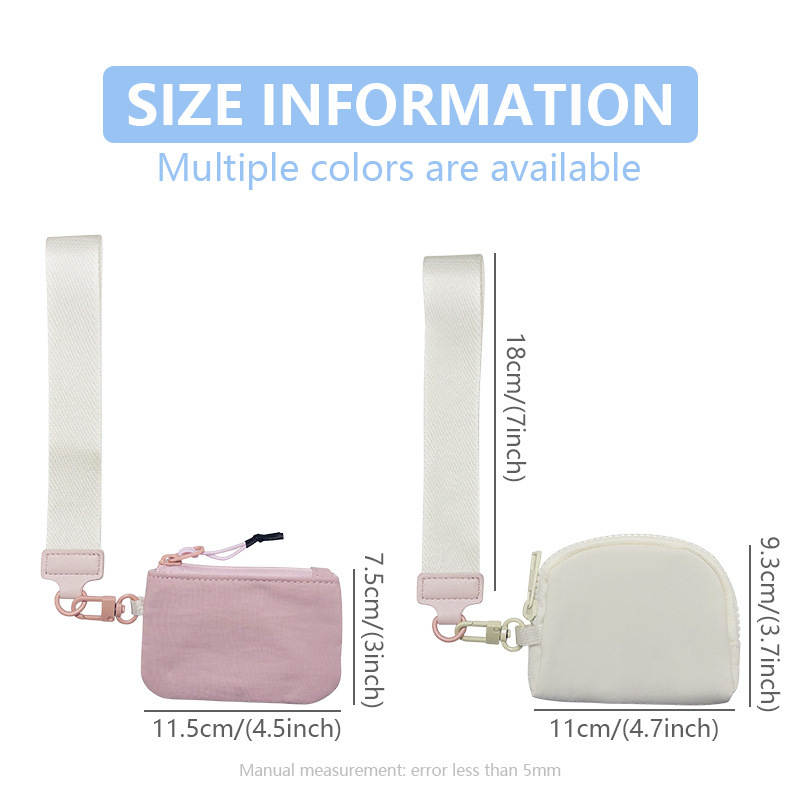 SIZE INFORMATION
Multiple colors are available
18cm/(7inch)
7.5cm/(3inch)
9.3cm/(3.7inch)
11.5cm/(4.5inch)
11cm/(4.7inch)
Manual measurement: error less than 5mm